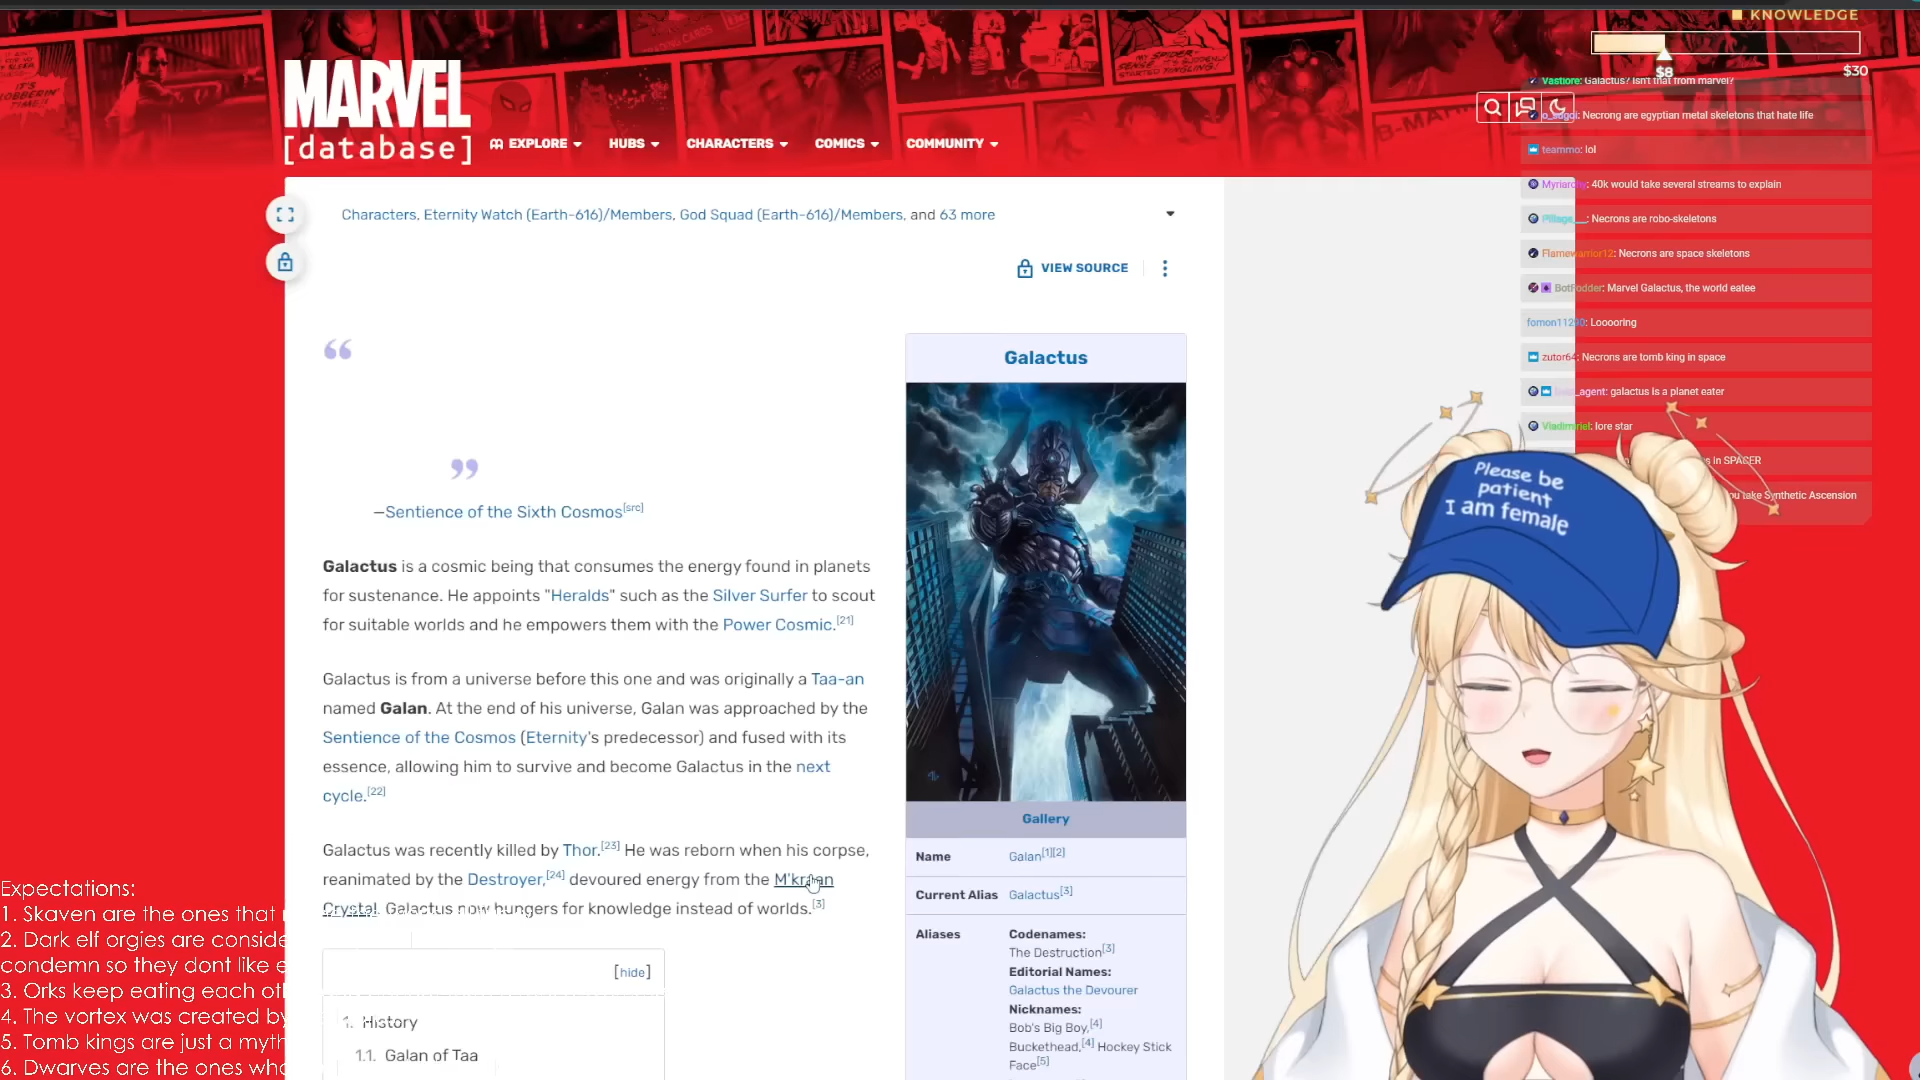 KNOWLEDGE
$8
$30
MARVEL
[database]
EXPLORE
HUBS
CHARACTERS
COMICS
COMMUNITY
Characters, Eternity Watch (Earth-616)/Members, God Squad (Earth-616)/Members, and 63 more
VIEW SOURCE
“
”
—Sentience of the Sixth Cosmos[src]
Galactus is a cosmic being that consumes the energy found in planets
for sustenance. He appoints "Heralds" such as the Silver Surfer to scout
for suitable worlds and he empowers them with the Power Cosmic.[21]
Galactus is from a universe before this one and was originally a Taa-an
named Galan. At the end of his universe, Galan was approached by the
Sentience of the Cosmos (Eternity's predecessor) and fused with its
essence, allowing him to survive and become Galactus in the next
cycle.[22]
Galactus was recently killed by Thor.[23] He was reborn when his corpse,
reanimated by the Destroyer,[24] devoured energy from the
Crystal. Galactus hungers for knowledge instead of worlds.[3]
[hide]
1. History
1.1. Galan of Taa
Galactus
Gallery
Name
Galan[1][2]
Current Alias
Galactus[3]
Aliases
Codenames:
The Destruction[3]
Editorial Names:
Galactus the Devourer
Nicknames:
Bob's Big Boy,[4]
Buckethead,[4] Hockey Stick
Face[5]
Vastiore: Galactus? Isn't that from marvel?
Necrong are egyptian metal skeletons that hate life
teammo: lol
40k would take several streams to explain
Necrons are robo-skeletons
Flamewarrior12: Necrons are space skeletons
BotFodder: Marvel Galactus, the world eatee
Looooring
zutor64: Necrons are tomb king in space
_agent: galactus is a planet eater
lore star
in SPACER
take Synthetic Ascension
Please be
patient
I am female
Expectations:
1. Skaven are the ones that
2. Dark elf orgies are conside
condemn so they dont like e
3. Orks keep eating each ot
4. The vortex was created by
5. Tomb kings are just a myth
6. Dwarves are the ones who